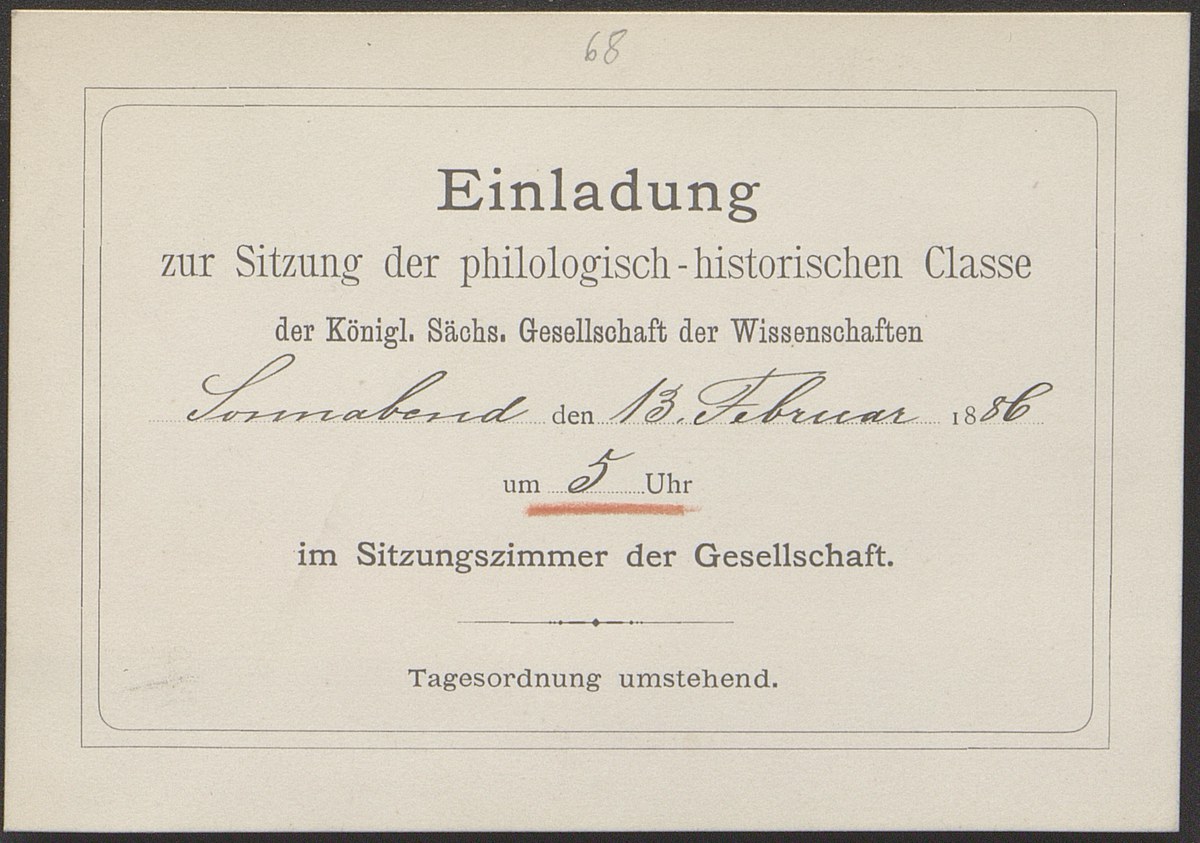 68
Einladung
zur Sitzung der philologisch-historischen Classe
der Königl. Sächs. Gesellschaft der Wissenschaften
Sonnabend den 13. Februar 1886
um 5 Uhr
im Sitzungszimmer der Gesellschaft.
Tagesordnung umstehend.